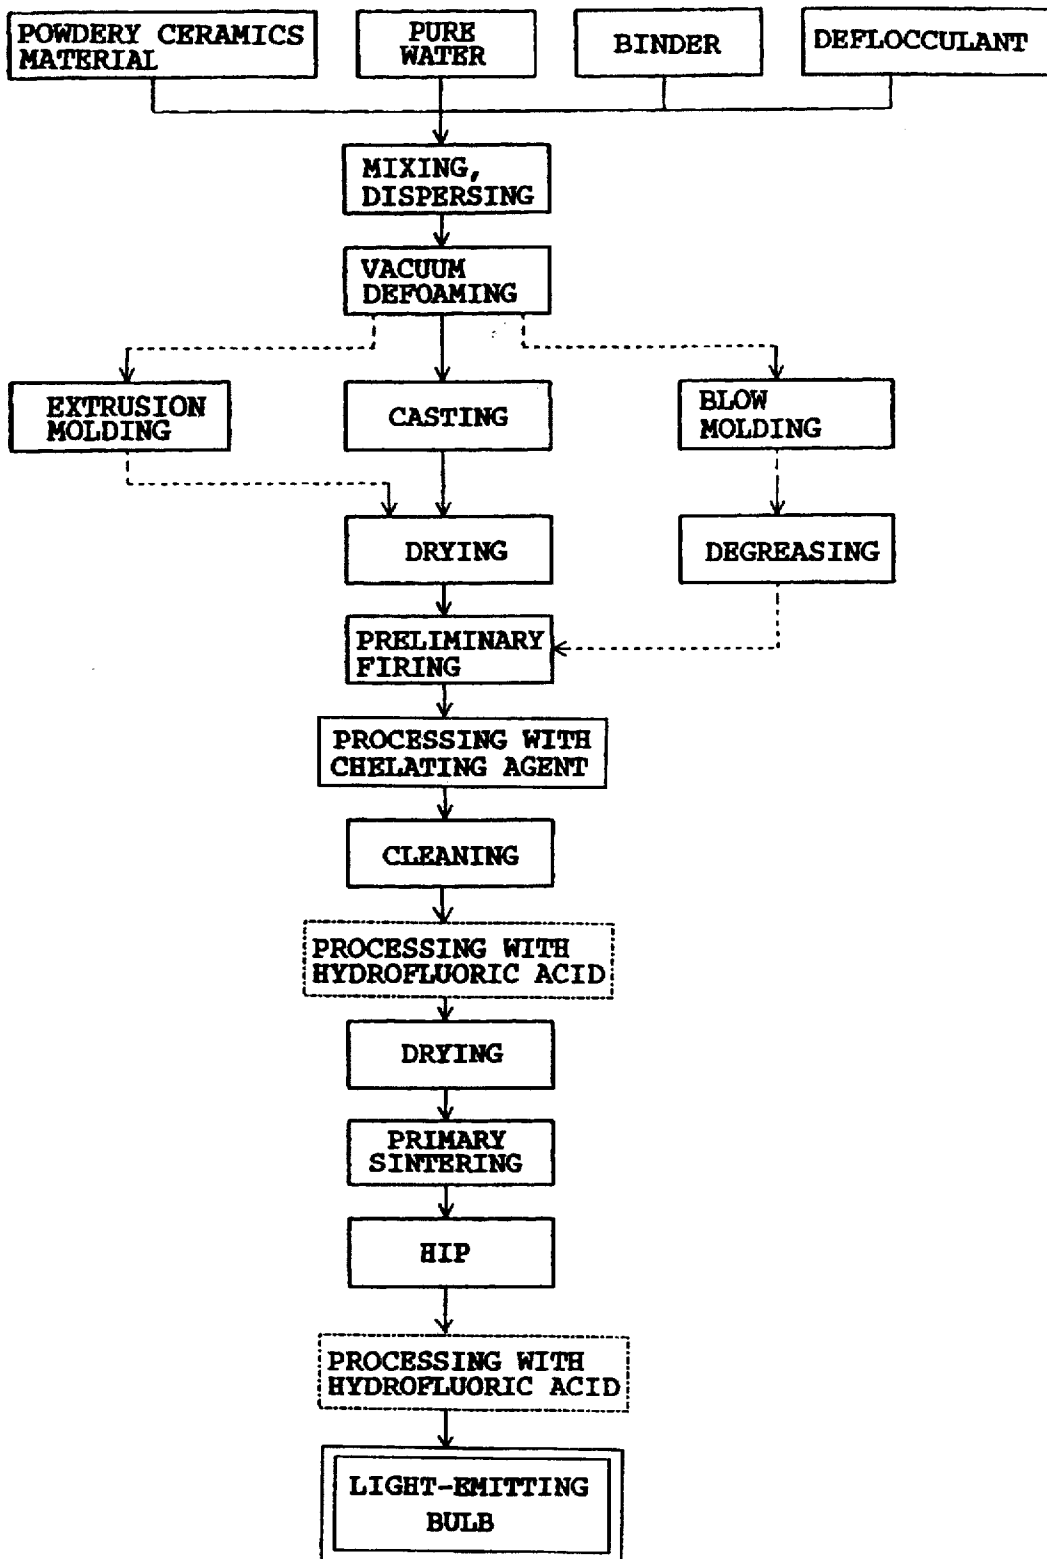 POWDERY CERAMICS
MATERIAL
PURE
WATER
BINDER
DEFLOCCULANT
MIXING,
DISPERSING
VACUUM
DEFOAMING
EXTRUSION
MOLDING
CASTING
BLOW
MOLDING
DRYING
DEGREASING
PRELIMINARY
FIRING
PROCESSING WITH
CHELATING AGENT
CLEANING
PROCESSING WITH
HYDROFLUORIC ACID
DRYING
PRIMARY
SINTERING
HIP
PROCESSING WITH
HYDROFLUORIC ACID
LIGHT-EMITTING
BULB